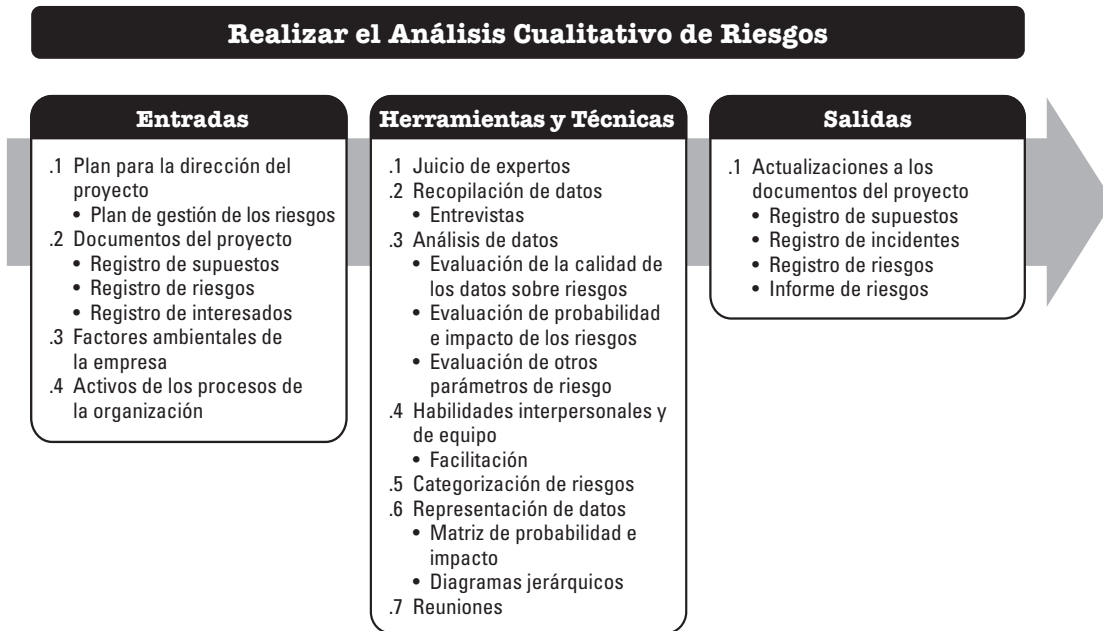 Realizar el Análisis Cualitativo de Riesgos
Entradas
.1 Plan para la dirección del
proyecto
• Plan de gestión de los riesgos
.2 Documentos del proyecto
• Registro de supuestos
• Registro de riesgos
• Registro de interesados
.3 Factores ambientales de
la empresa
.4 Activos de los procesos de
la organización
Herramientas y Técnicas
.1 Juicio de expertos
.2 Recopilación de datos
• Entrevistas
.3 Análisis de datos
• Evaluación de la calidad de
los datos sobre riesgos
• Evaluación de probabilidad
e impacto de los riesgos
• Evaluación de otros
parámetros de riesgo
.4 Habilidades interpersonales y
de equipo
• Facilitación
.5 Categorización de riesgos
.6 Representación de datos
• Matriz de probabilidad e
impacto
• Diagramas jerárquicos
.7 Reuniones
Salidas
.1 Actualizaciones a los
documentos del proyecto
• Registro de supuestos
• Registro de incidentes
• Registro de riesgos
• Informe de riesgos